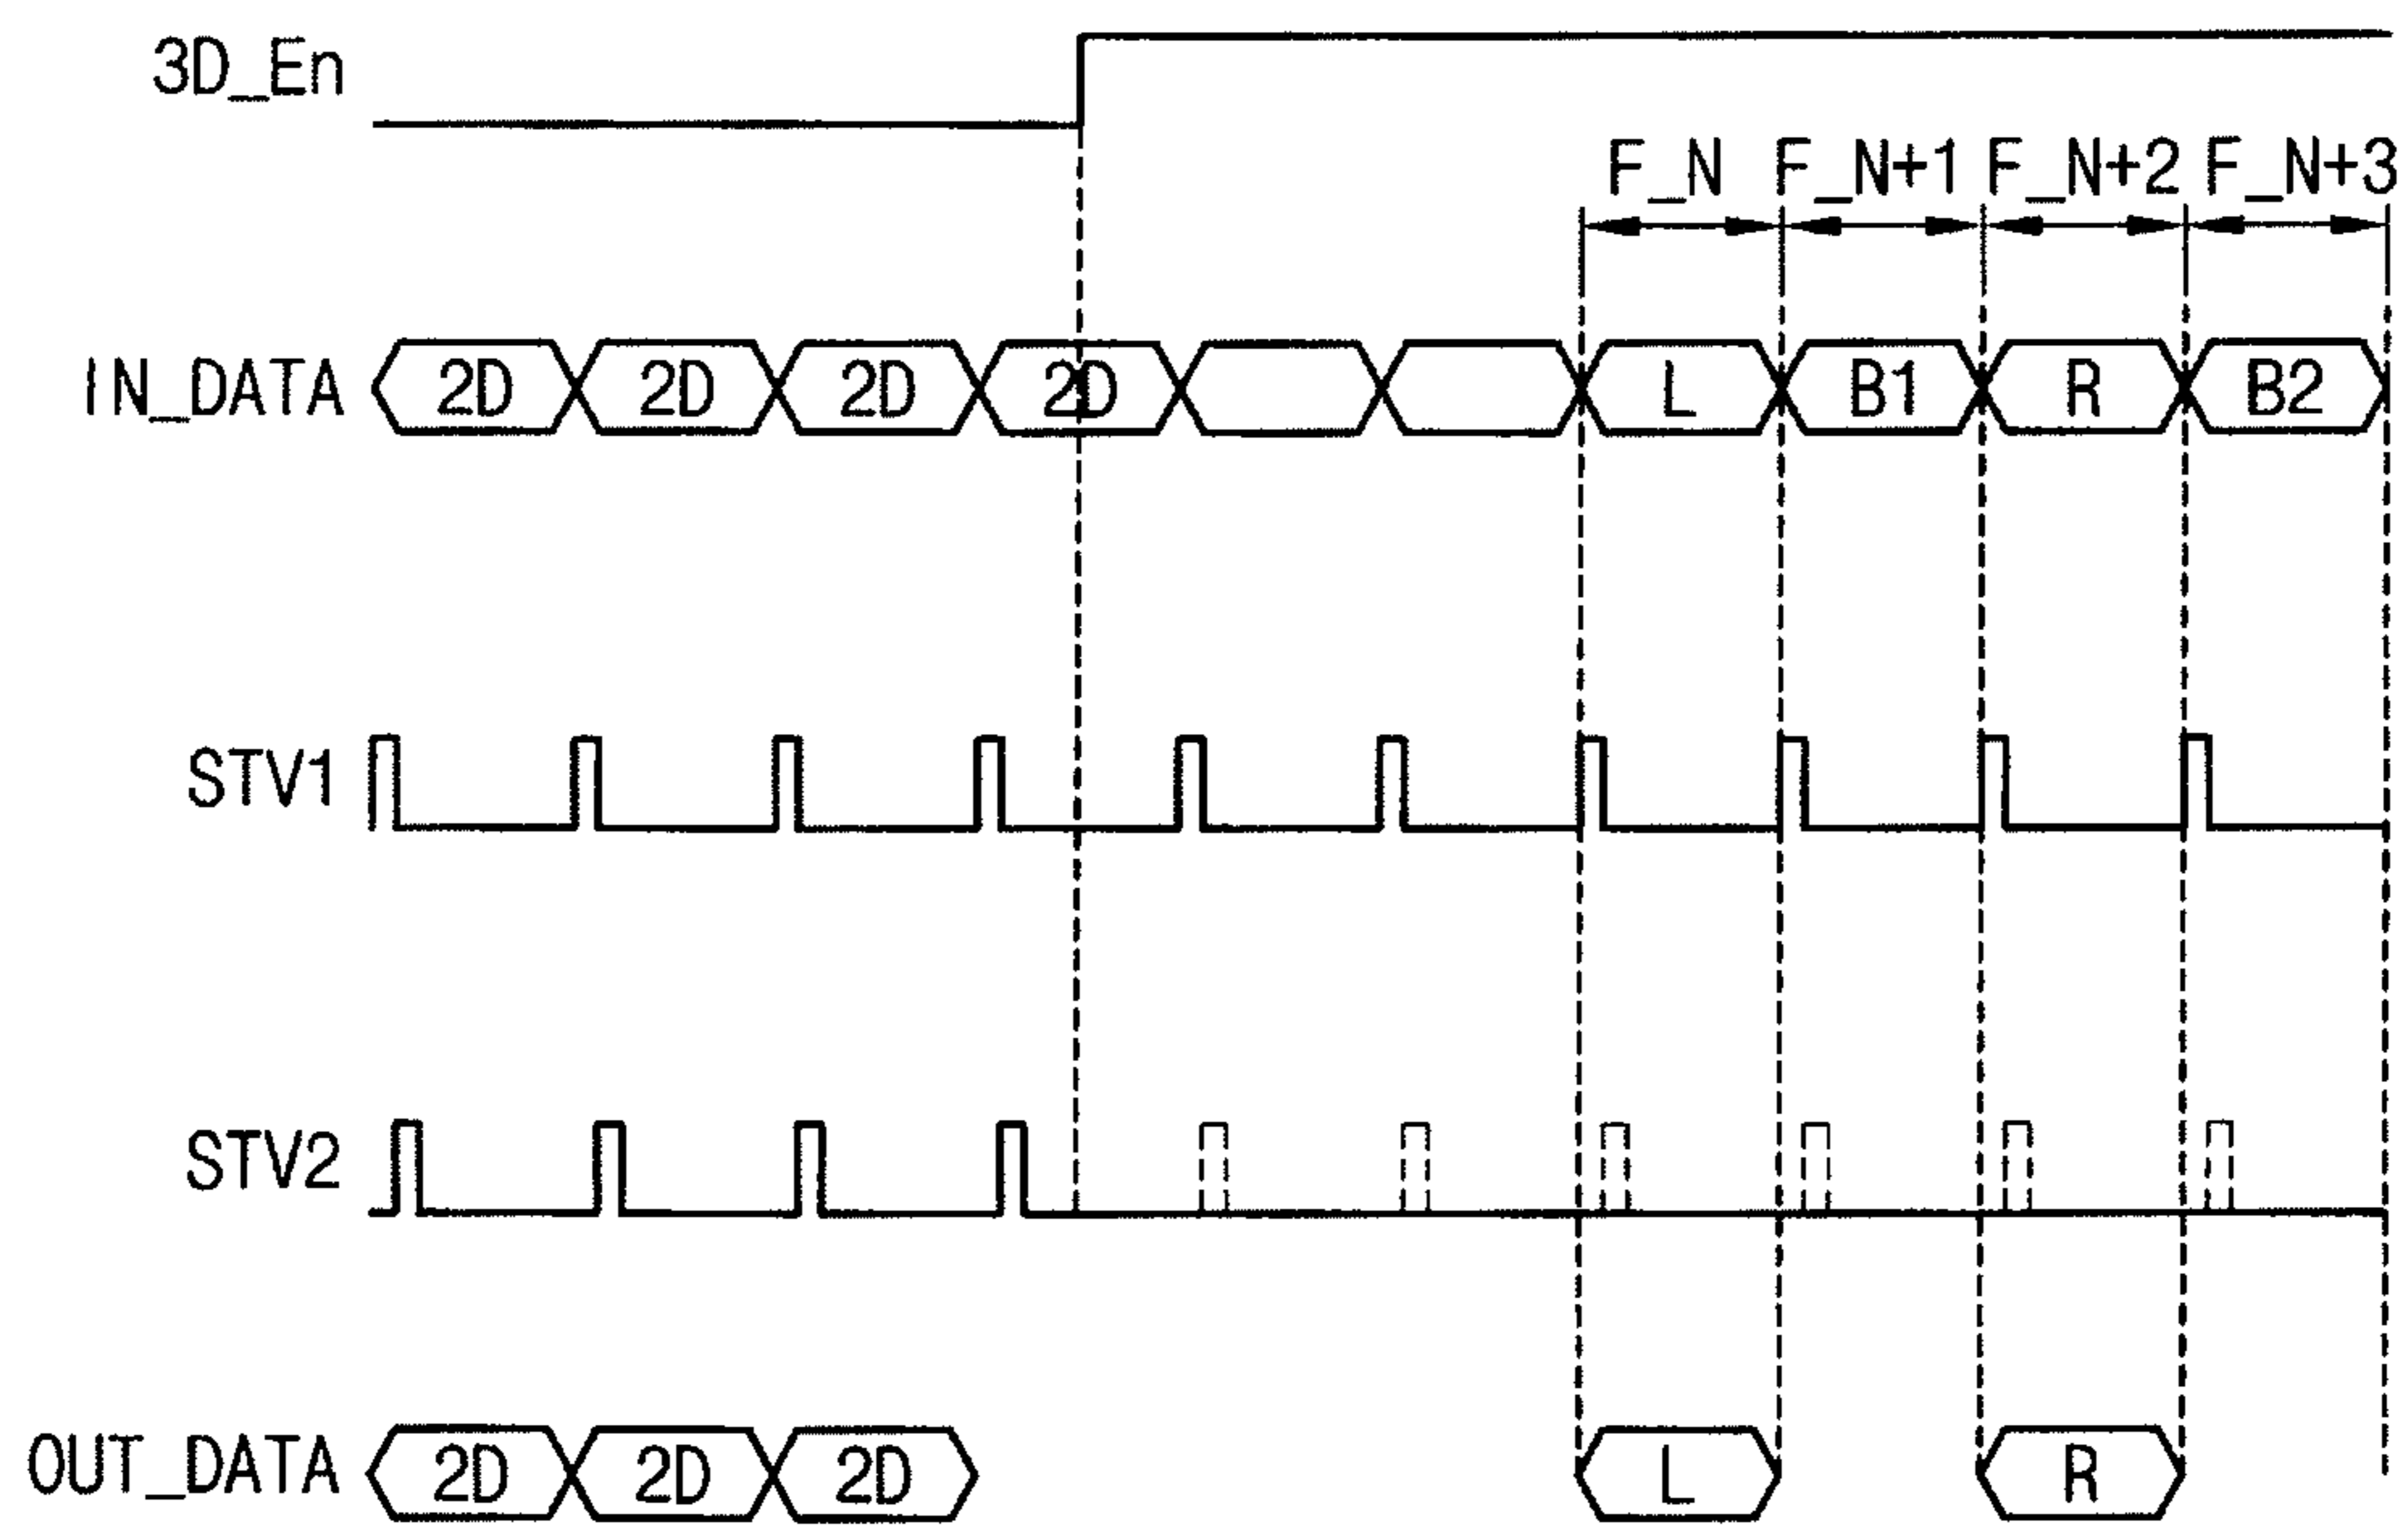 3D_En
F_N F_N+1 F_N+2 F_N+3
IN_DATA 2D 2D 2D 2D L B1 R B2
STV1
STV2
OUT_DATA 2D 2D 2D L R